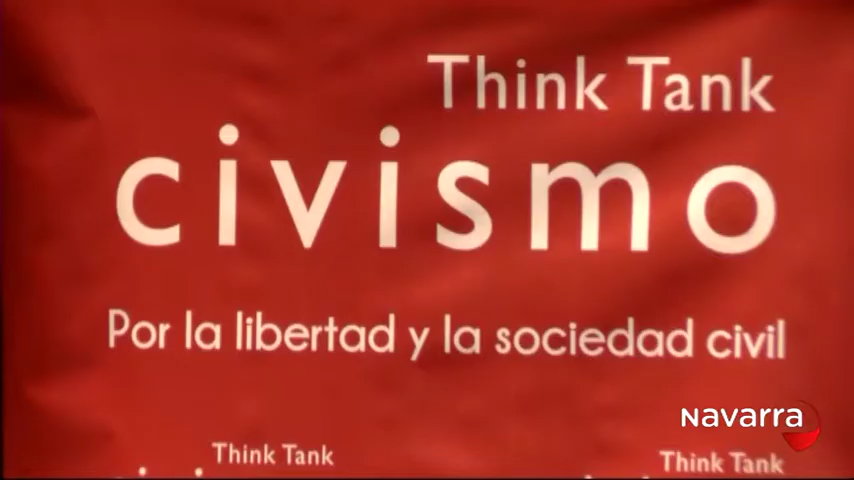 Think Tank
civismo
Por la libertad y la sociedad civil
Navarra
Think Tank
Think Tank